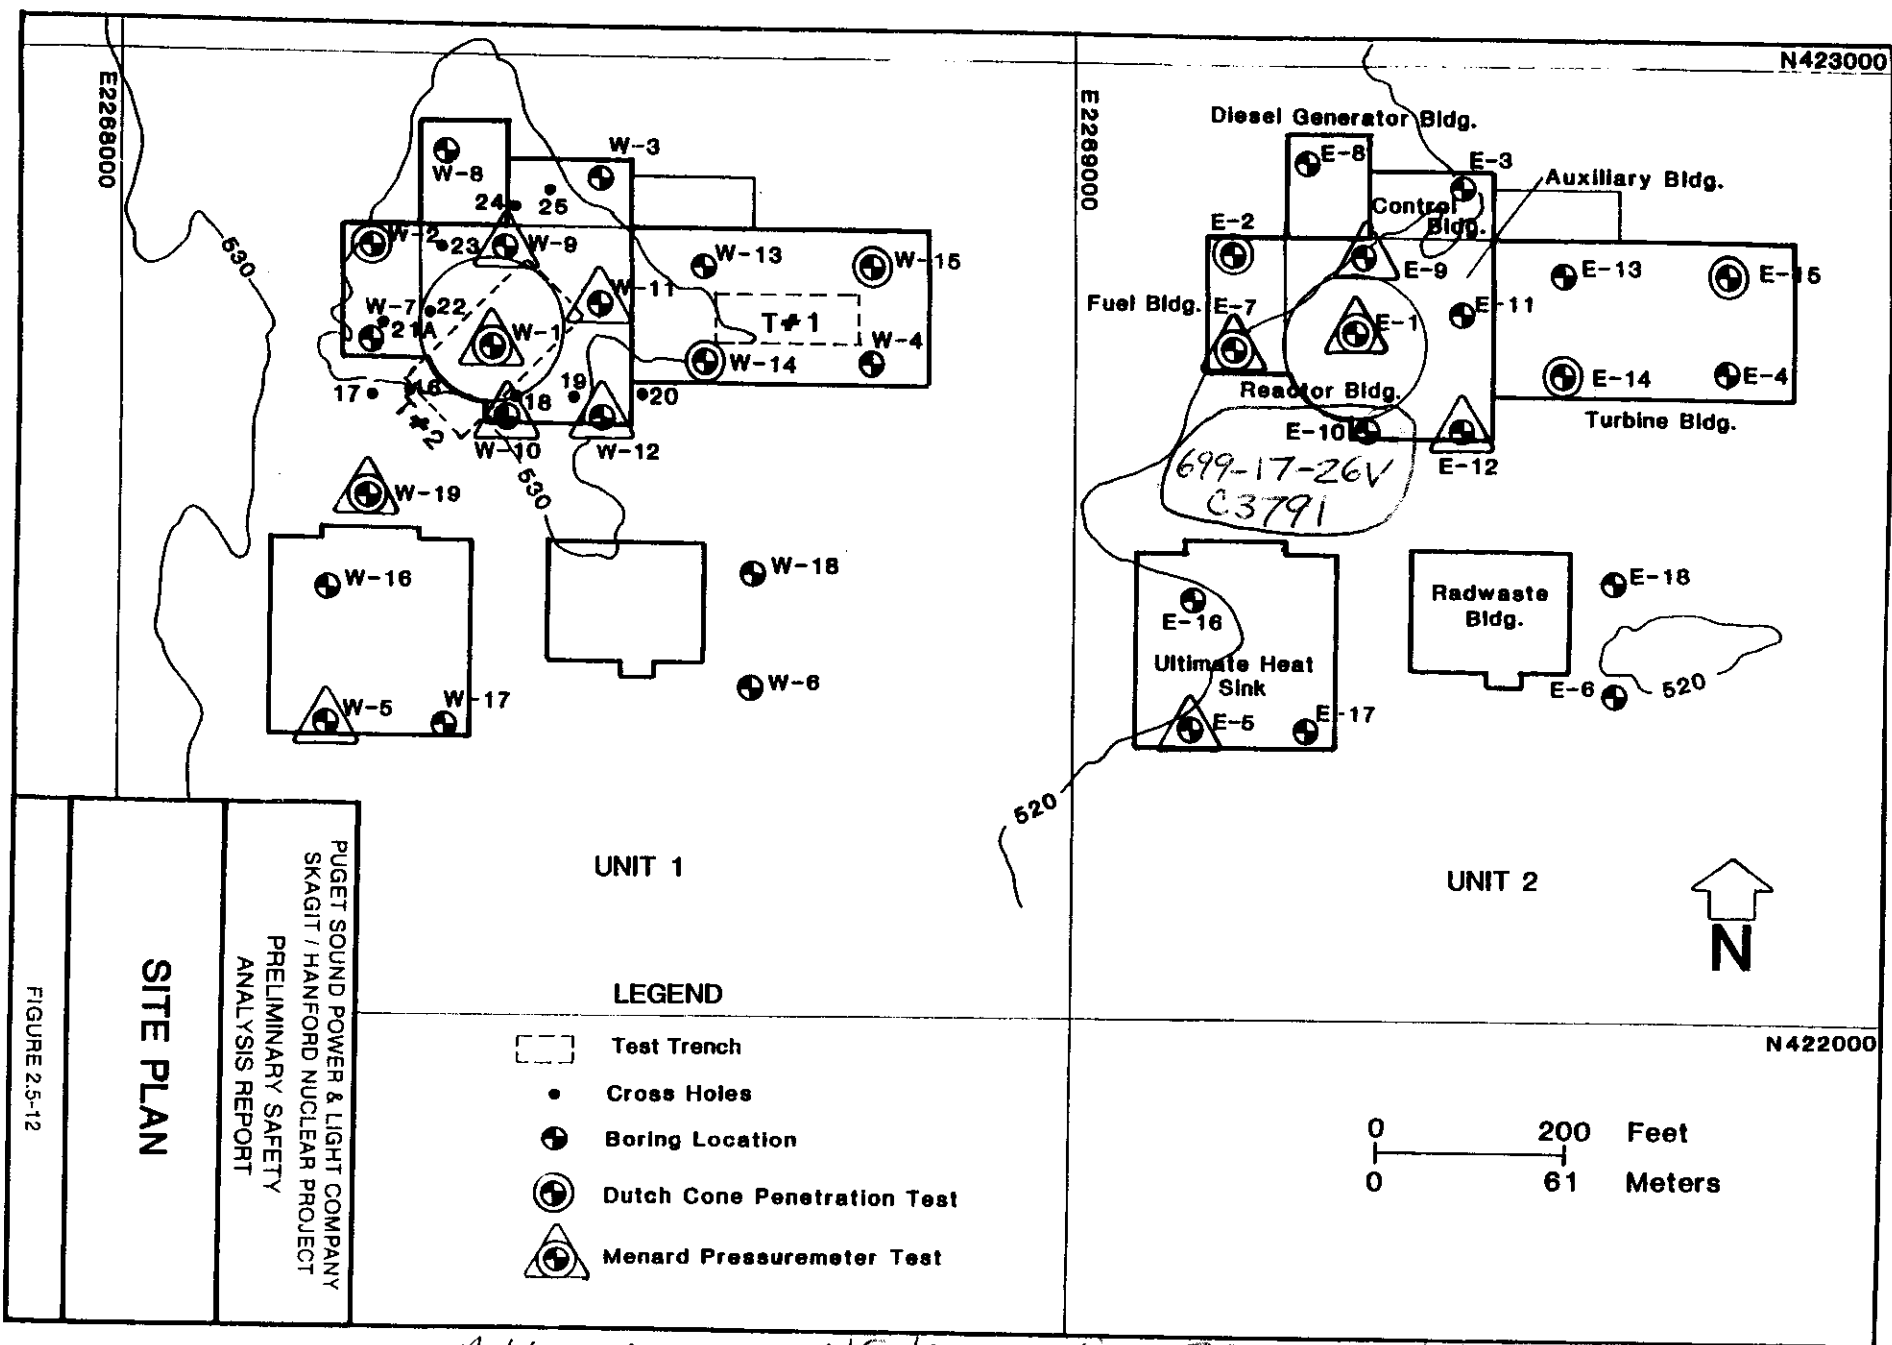 N423000
E2268000
E2269000
Diesel Generator Bldg.
W-3
W-8
E-8
E-3
Auxiliary Bldg.
24
25
Control
Bldg.
W-2
23
W-9
E-2
E-9
W-13
W-15
E-13
E-15
530
W-11
W-7
22
21A
W-1
T#1
Fuel Bldg.
E-7
E-1
E-11
W-14
W-4
E-14
E-4
17
16
18
19
20
T#2
Reactor Bldg.
Turbine Bldg.
W-10
W-12
E-10
E-12
530
699-17-26V
C3791
W-19
W-16
W-18
E-16
Radwaste
Bldg.
E-18
Ultimate Heat
Sink
W-5
W-17
W-6
E-5
E-17
E-6
520
520
UNIT 1
UNIT 2
N
N422000
LEGEND
Test Trench
Cross Holes
Boring Location
Dutch Cone Penetration Test
Menard Pressuremeter Test
0 200 Feet
0 61 Meters
PUGET SOUND POWER & LIGHT COMPANY
SKAGIT / HANFORD NUCLEAR PROJECT
PRELIMINARY SAFETY
ANALYSIS REPORT
SITE PLAN
FIGURE 2.5-12